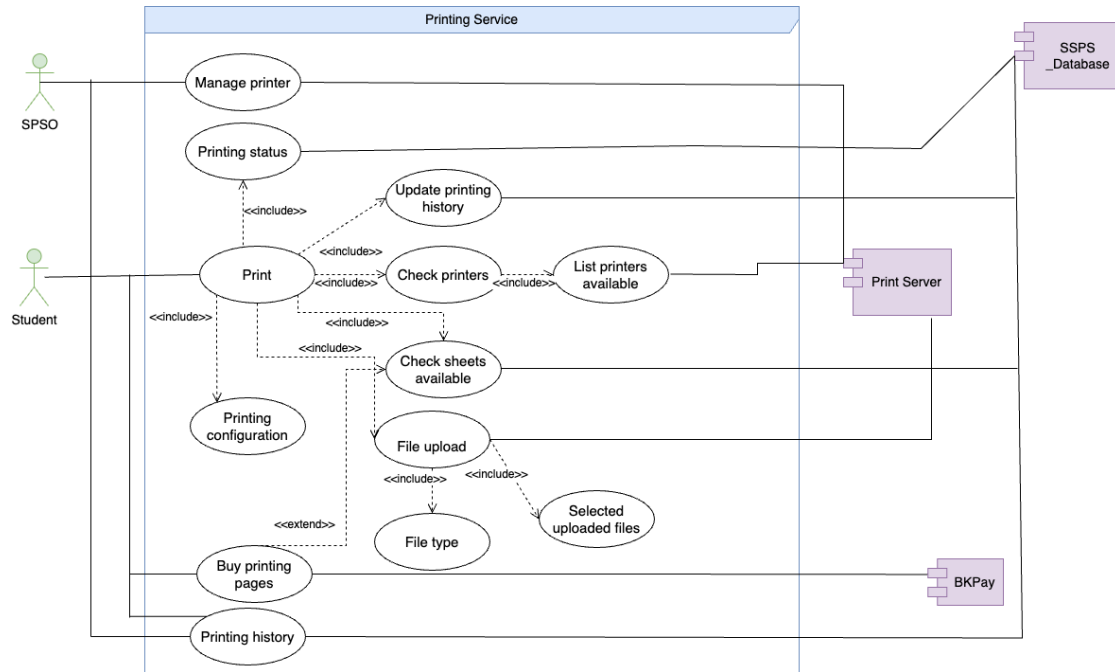 Printing Service
SSPS
_Database
SPSO
Manage printer
Printing status
Update printing
history
<<include>>
<<include>>
Student
Print
<<include>>
Check printers
<<include>>
List printers
available
Print Server
<<include>>
<<include>>
<<include>>
Check sheets
available
Printing
configuration
File upload
<<include>>
<<include>>
<<extend>>
Selected
uploaded files
File type
Buy printing
pages
BKPay
Printing history